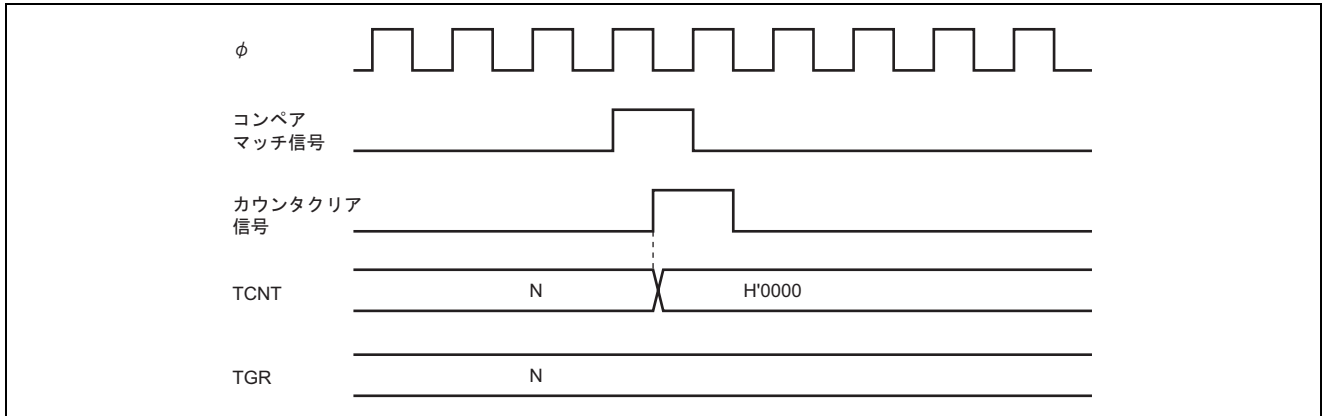 φ
コンペア
マッチ信号
カウンタクリア
信号
TCNT
N
H'0000
TGR
N